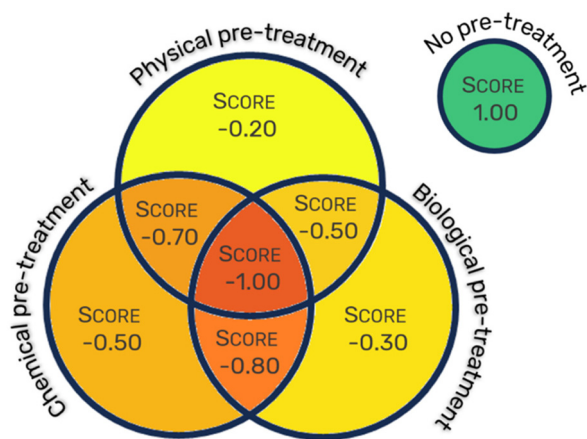 Physical pre-treatment
No pre-treatment
SCORE
1.00
SCORE
-0.20
Chemical pre-treatment
Biological pre-treatment
SCORE
-0.70
SCORE
-0.50
SCORE
-1.00
SCORE
-0.50
SCORE
-0.80
SCORE
-0.30